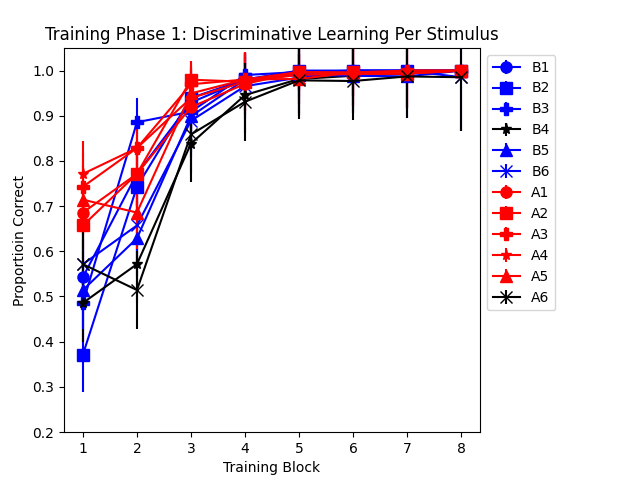 Training Phase 1: Discriminative Learning Per Stimulus
Proportioin Correct
1.0
0.9
0.8
0.7
0.6
0.5
0.4
0.3
0.2
1 2 3 4 5 6 7 8
Training Block
B1
B2
B3
B4
B5
B6
A1
A2
A3
A4
A5
A6